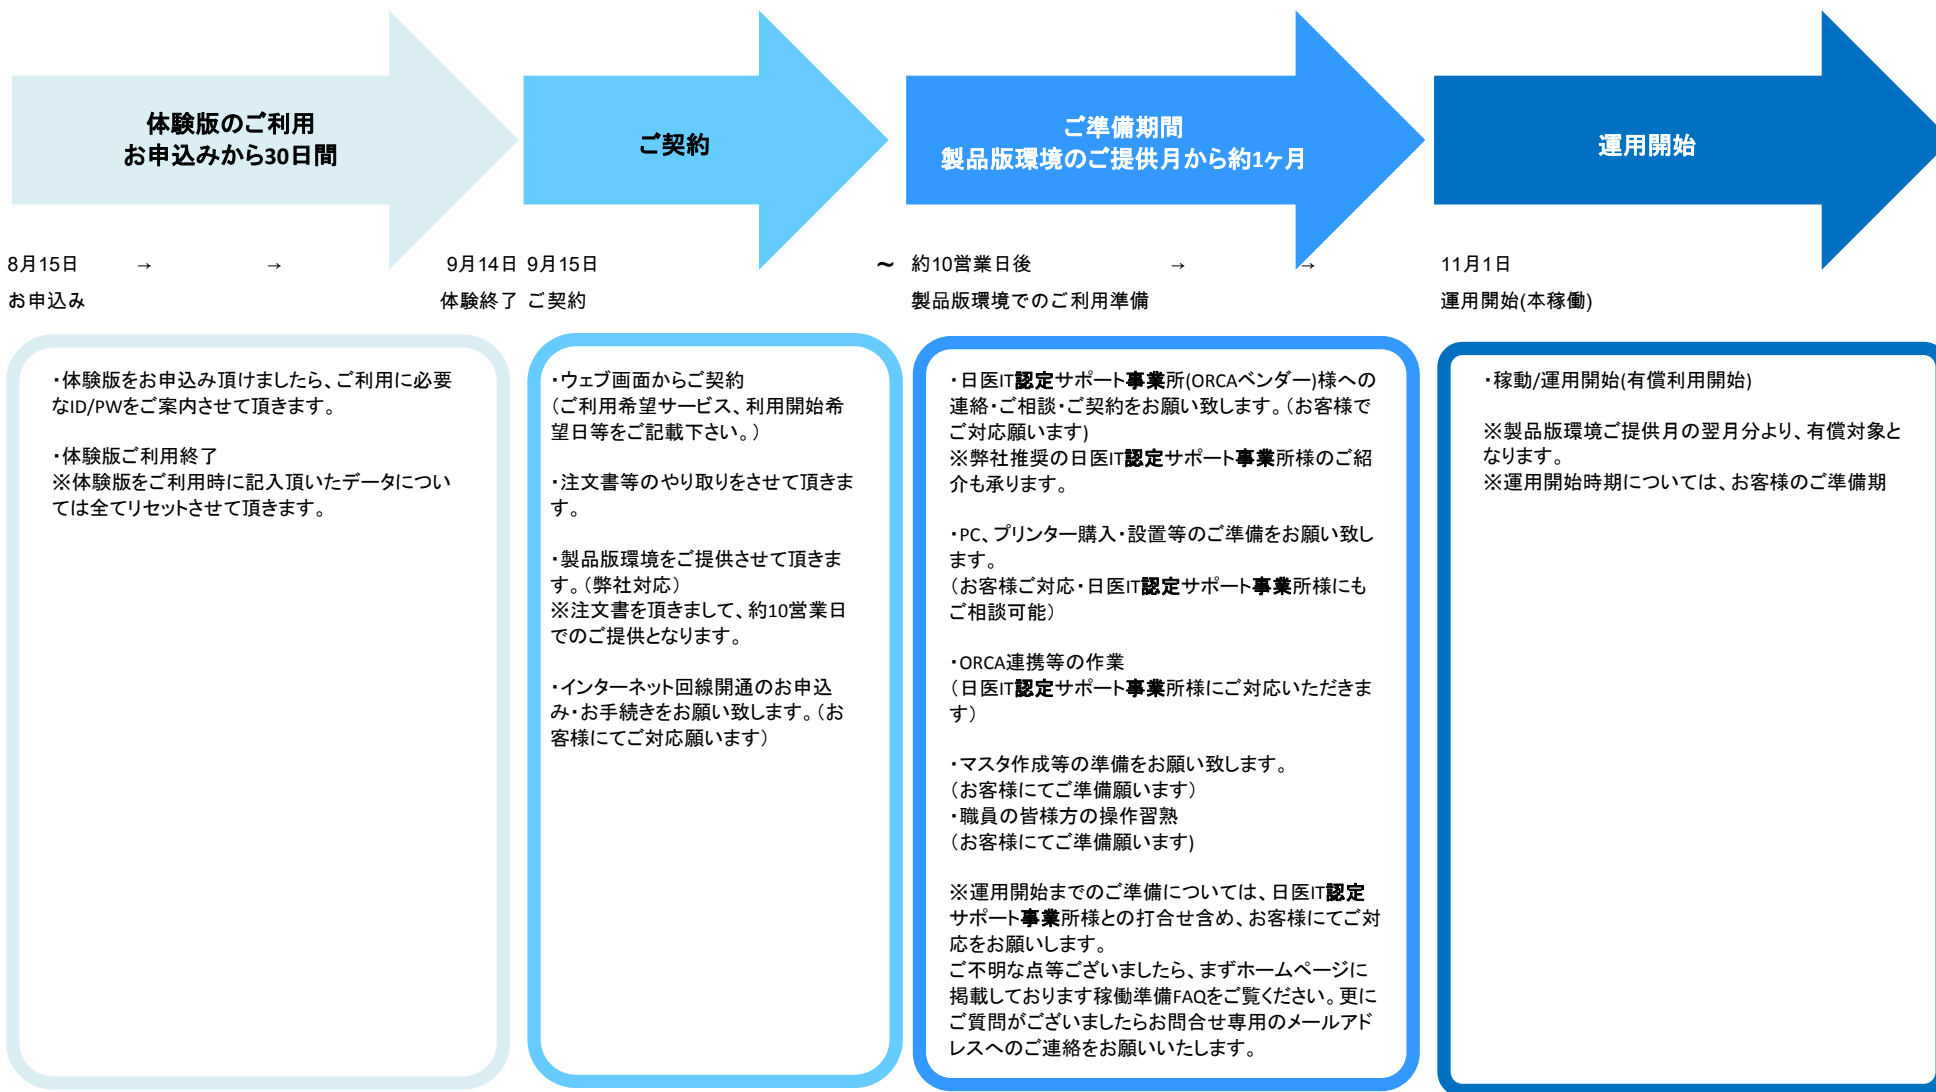 体験版のご利用
お申込みから30日間
ご契約
ご準備期間
製品版環境のご提供月から約1ヶ月
運用開始
8月15日 → → 9月14日
お申込み 体験終了
9月15日 ～
ご契約
約10営業日後 → →
製品版環境でのご利用準備
11月1日
運用開始(本稼働)
・体験版をお申込み頂けましたら、ご利用に必要
なID/PWをご案内させて頂きます。
・体験版ご利用終了
※体験版をご利用時に記入頂いたデータについ
ては全てリセットさせて頂きます。
・ウェブ画面からご契約
（ご利用希望サービス、利用開始希
望日等をご記載下さい。）
・注文書等のやり取りをさせて頂きま
す。
・製品版環境をご提供させて頂きま
す。（弊社対応）
※注文書を頂きまして、約10営業日
でのご提供となります。
・インターネット回線開通のお申込
み・お手続きをお願い致します。（お
客様にてご対応願います）
・日医IT認定サポート事業所(ORCAベンダー)様への
連絡・ご相談・ご契約をお願い致します。（お客様で
ご対応願います)
※弊社推奨の日医IT認定サポート事業所様のご紹
介も承ります。
・PC、プリンター購入・設置等のご準備をお願い致し
ます。
（お客様ご対応・日医IT認定サポート事業所様にも
ご相談可能）
・ORCA連携等の作業
（日医IT認定サポート事業所様にご対応いただきま
す）
・マスタ作成等の準備をお願い致します。
（お客様にてご準備願います）
・職員の皆様方の操作習熟
（お客様にてご準備願います)
※運用開始までのご準備については、日医IT認定
サポート事業所様との打合せ含め、お客様にてご対
応をお願いします。
ご不明な点等ございましたら、まずホームページに
掲載しております稼働準備FAQをご覧ください。更に
ご質問がございましたらお問合せ専用のメールアド
レスへのご連絡をお願いいたします。
・稼動/運用開始(有償利用開始)
※製品版環境ご提供月の翌月分より、有償対象と
なります。
※運用開始時期については、お客様のご準備期